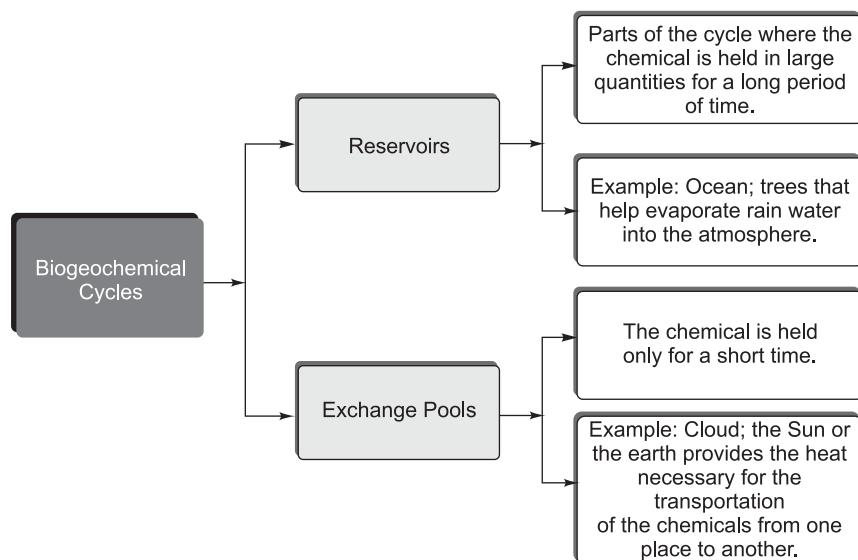 Biogeochemical
Cycles
Reservoirs
Parts of the cycle where the
chemical is held in large
quantities for a long period
of time.
Example: Ocean; trees that
help evaporate rain water
into the atmosphere.
Exchange Pools
The chemical is held
only for a short time.
Example: Cloud; the Sun or
the earth provides the heat
necessary for the
transportation
of the chemicals from one
place to another.